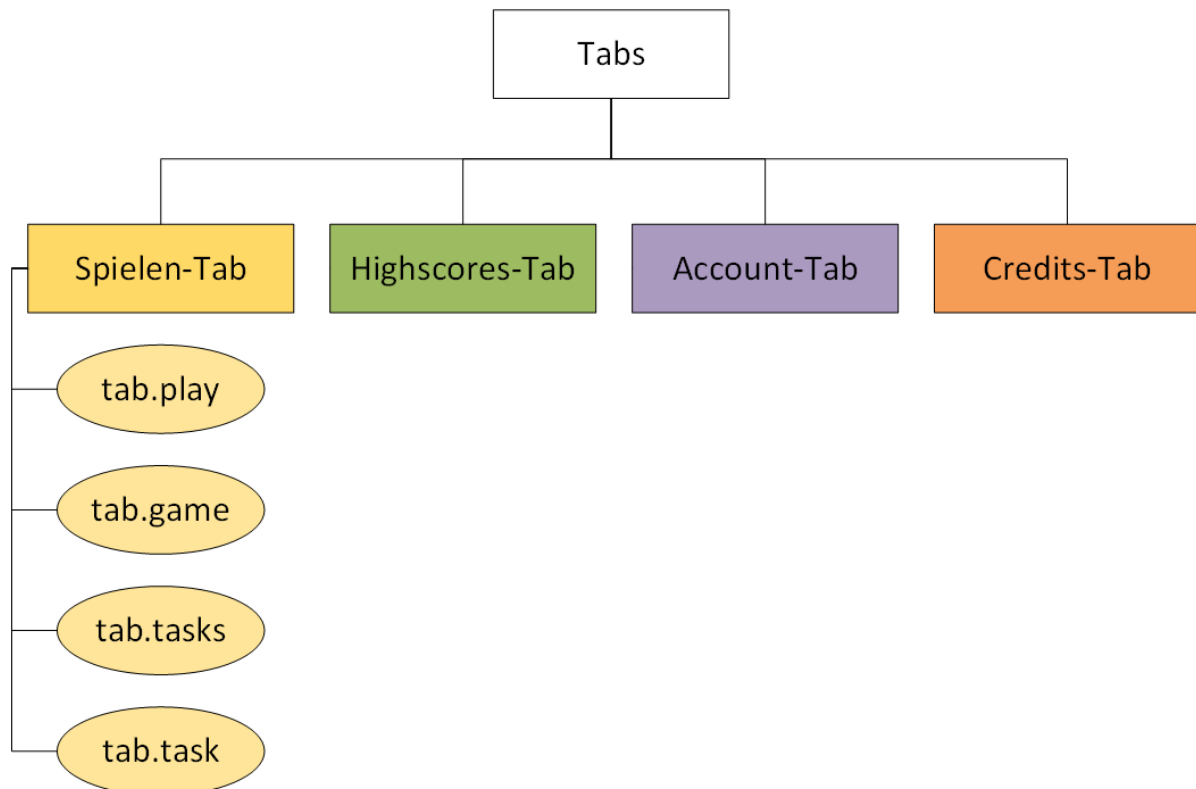 Tabs
Spielen-Tab
Highscores-Tab
Account-Tab
Credits-Tab
tab.play
tab.game
tab.tasks
tab.task